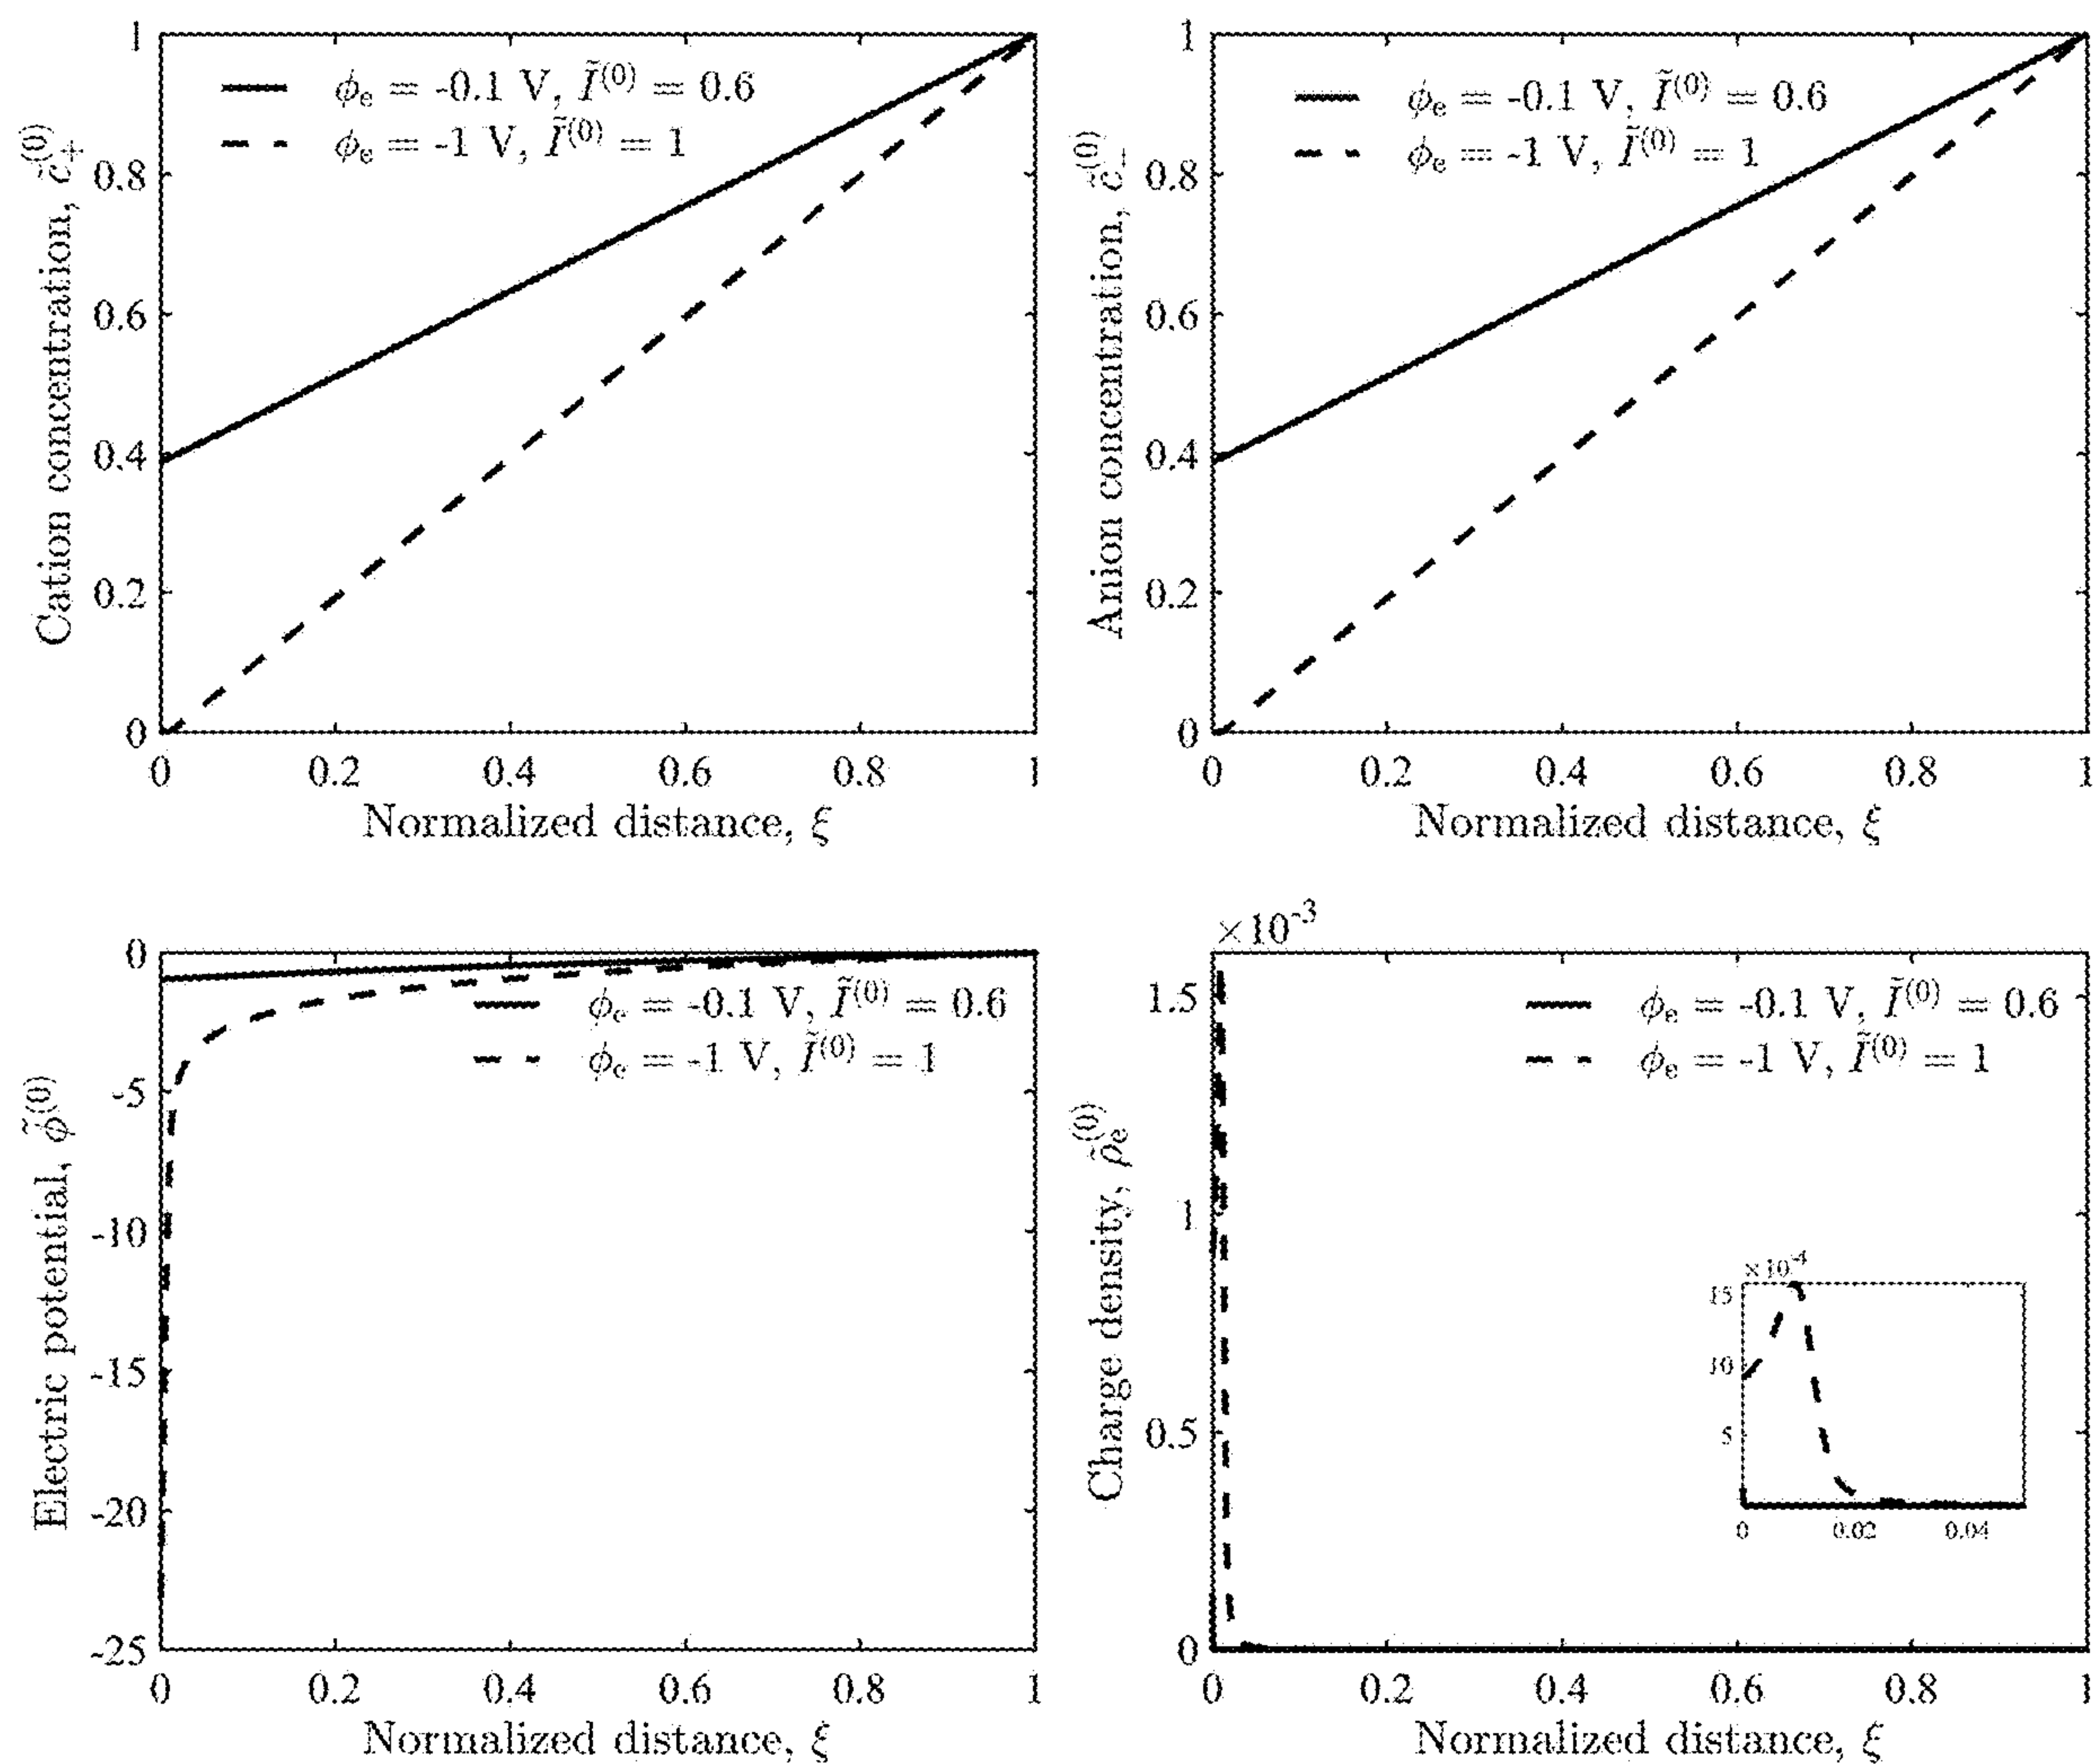 Cation concentration, c̃₊⁽⁰⁾
1
0.8
0.6
0.4
0.2
0
ϕₑ = -0.1 V, Ĩ⁽⁰⁾ = 0.6
ϕₑ = -1 V, Ĩ⁽⁰⁾ = 1
0 0.2 0.4 0.6 0.8 1
Normalized distance, ξ
Anion concentration, c̃₋⁽⁰⁾
1
0.8
0.6
0.4
0.2
0
ϕₑ = -0.1 V, Ĩ⁽⁰⁾ = 0.6
ϕₑ = -1 V, Ĩ⁽⁰⁾ = 1
0 0.2 0.4 0.6 0.8 1
Normalized distance, ξ
Electric potential, ϕ̃⁽⁰⁾
0
-5
-10
-15
-20
-25
ϕₑ = -0.1 V, Ĩ⁽⁰⁾ = 0.6
ϕₑ = -1 V, Ĩ⁽⁰⁾ = 1
0 0.2 0.4 0.6 0.8 1
Normalized distance, ξ
×10⁻³
Charge density, ρ̃ₑ⁽⁰⁾
1.5
1
0.5
0
ϕₑ = -0.1 V, Ĩ⁽⁰⁾ = 0.6
ϕₑ = -1 V, Ĩ⁽⁰⁾ = 1
×10⁻⁴
15
10
5
0 0.02 0.04
0 0.2 0.4 0.6 0.8 1
Normalized distance, ξ